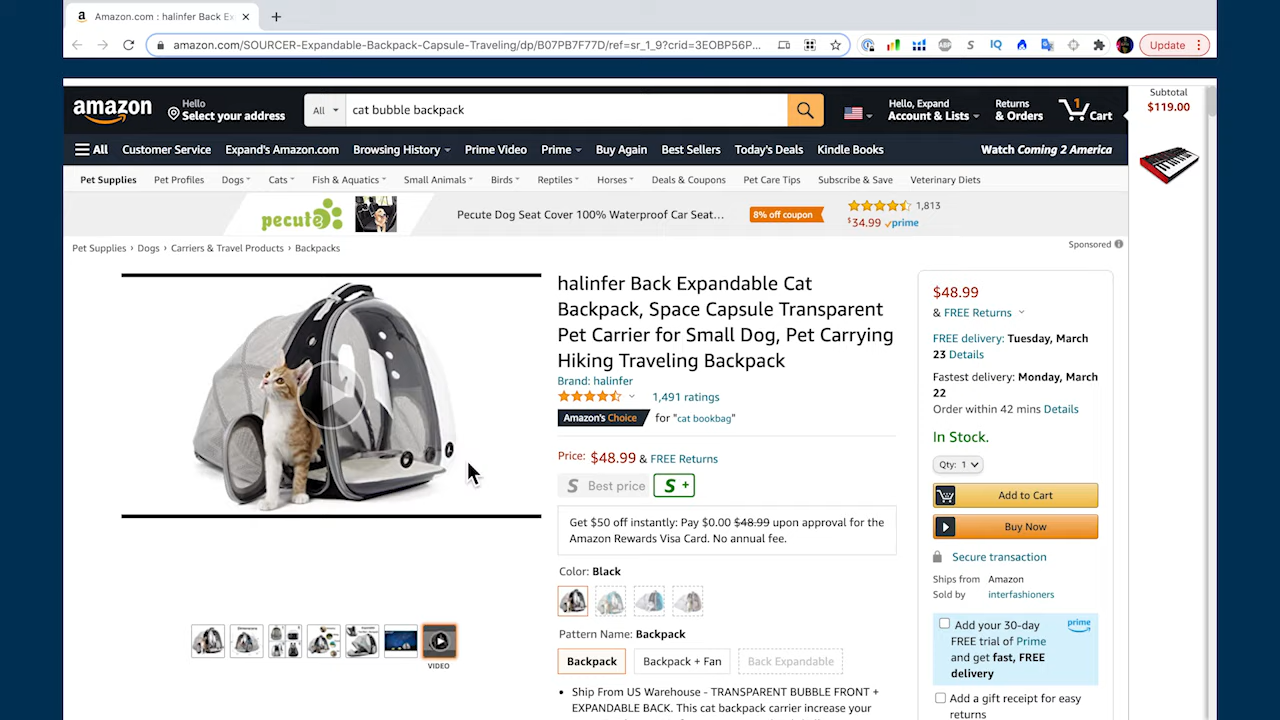 Amazon.com : halinfer Back Ex
amazon.com/SOURCER-Expandable-Backpack-Capsule-Traveling/dp/B07PB7F77D/ref=sr_1_9?crid=3EOBP56P...
Update
amazon
Hello
Select your address
All
cat bubble backpack
Hello, Expand
Account & Lists
Returns
& Orders
1
Cart
Subtotal
$119.00
All
Customer Service
Expand's Amazon.com
Browsing History
Prime Video
Prime
Buy Again
Best Sellers
Today's Deals
Kindle Books
Watch Coming 2 America
Pet Supplies
Pet Profiles
Dogs
Cats
Fish & Aquatics
Small Animals
Birds
Reptiles
Horses
Deals & Coupons
Pet Care Tips
Subscribe & Save
Veterinary Diets
pecute
Pecute Dog Seat Cover 100% Waterproof Car Seat...
8% off coupon
1,813
$34.99 prime
Pet Supplies › Dogs › Carriers & Travel Products › Backpacks
Sponsored
halinfer Back Expandable Cat
Backpack, Space Capsule Transparent
Pet Carrier for Small Dog, Pet Carrying
Hiking Traveling Backpack
Brand: halinfer
1,491 ratings
Amazon's Choice for "cat bookbag"
Price: $48.99 & FREE Returns
S Best price
S +
Get $50 off instantly: Pay $0.00 $48.99 upon approval for the
Amazon Rewards Visa Card. No annual fee.
Color: Black
Pattern Name: Backpack
Backpack
Backpack + Fan
Back Expandable
• Ship From US Warehouse - TRANSPARENT BUBBLE FRONT +
EXPANDABLE BACK. This cat backpack carrier increase your
VIDEO
$48.99
& FREE Returns
FREE delivery: Tuesday, March
23 Details
Fastest delivery: Monday, March
22
Order within 42 mins Details
In Stock.
Qty: 1
Add to Cart
Buy Now
Secure transaction
Ships from Amazon
Sold by interfashioners
Add your 30-day
FREE trial of Prime
and get fast, FREE
delivery
prime
Add a gift receipt for easy
returns